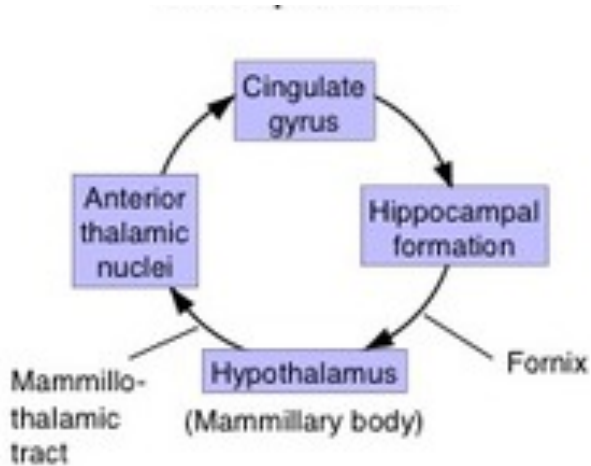 Cingulate
gyrus
Anterior
thalamic
nuclei
Hippocampal
formation
Hypothalamus
(Mammillary body)
Fornix
Mammillo-
thalamic
tract